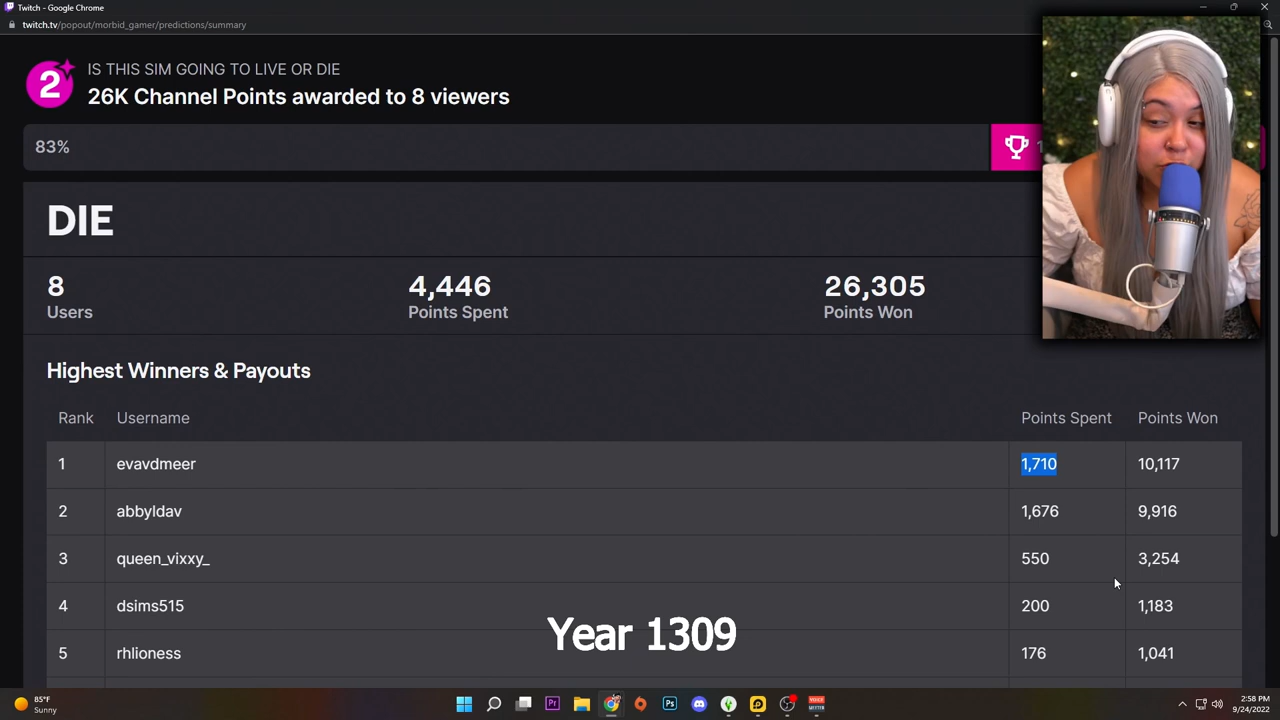 Twitch - Google Chrome
twitch.tv/popout/morbid_gamer/predictions/summary
2
IS THIS SIM GOING TO LIVE OR DIE
26K Channel Points awarded to 8 viewers
83%
DIE
8
Users
4,446
Points Spent
26,305
Points Won
Highest Winners & Payouts
Rank Username Points Spent Points Won
1 evavdmeer 1,710 10,117
2 abbyldav 1,676 9,916
3 queen_vixxy_ 550 3,254
4 dsims515 200 1,183
5 rhlioness 176 1,041
Year 1309
85°F
Sunny
Pr
Ps
2:58 PM
9/24/2022